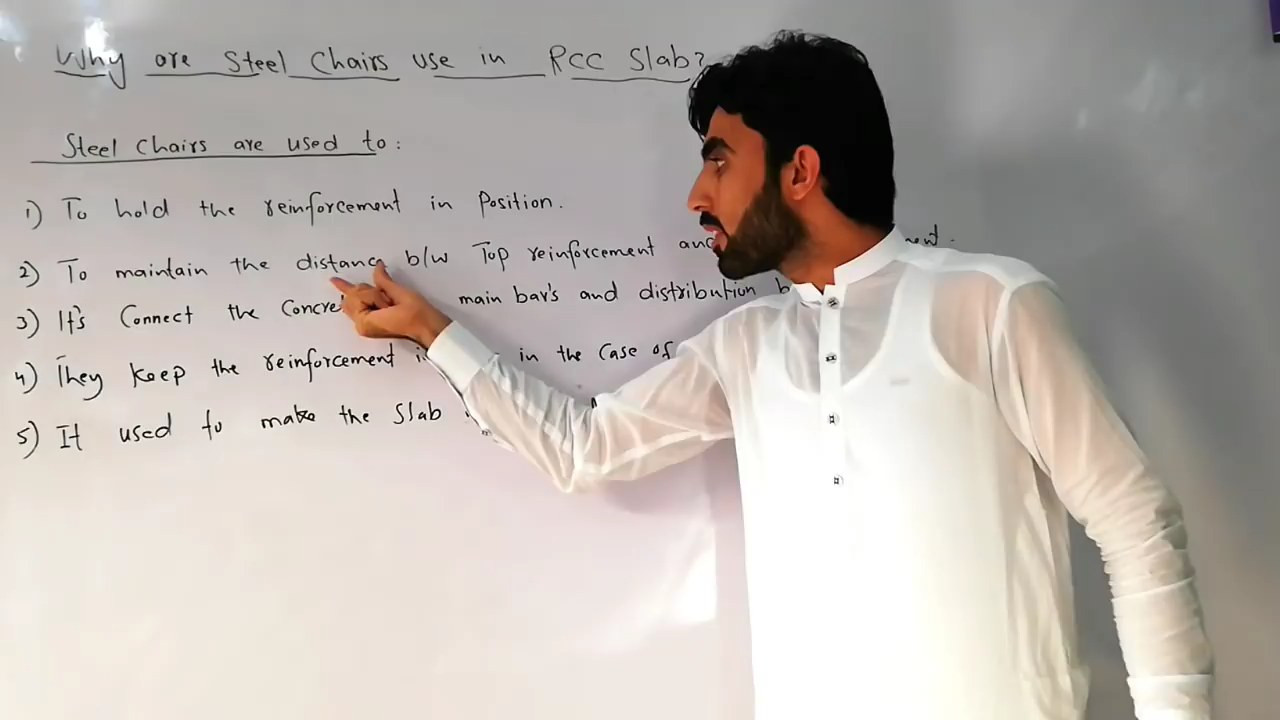 Why are Steel Chairs use in RCC Slab?
Steel Chairs are used to:
1) To hold the reinforcement in Position.
2) To maintain the distance b/w Top reinforcement and
3) It's Connect the Concre main bar's and distribution b
4) They Keep the reinforcement in the Case of
5) It used to make the Slab